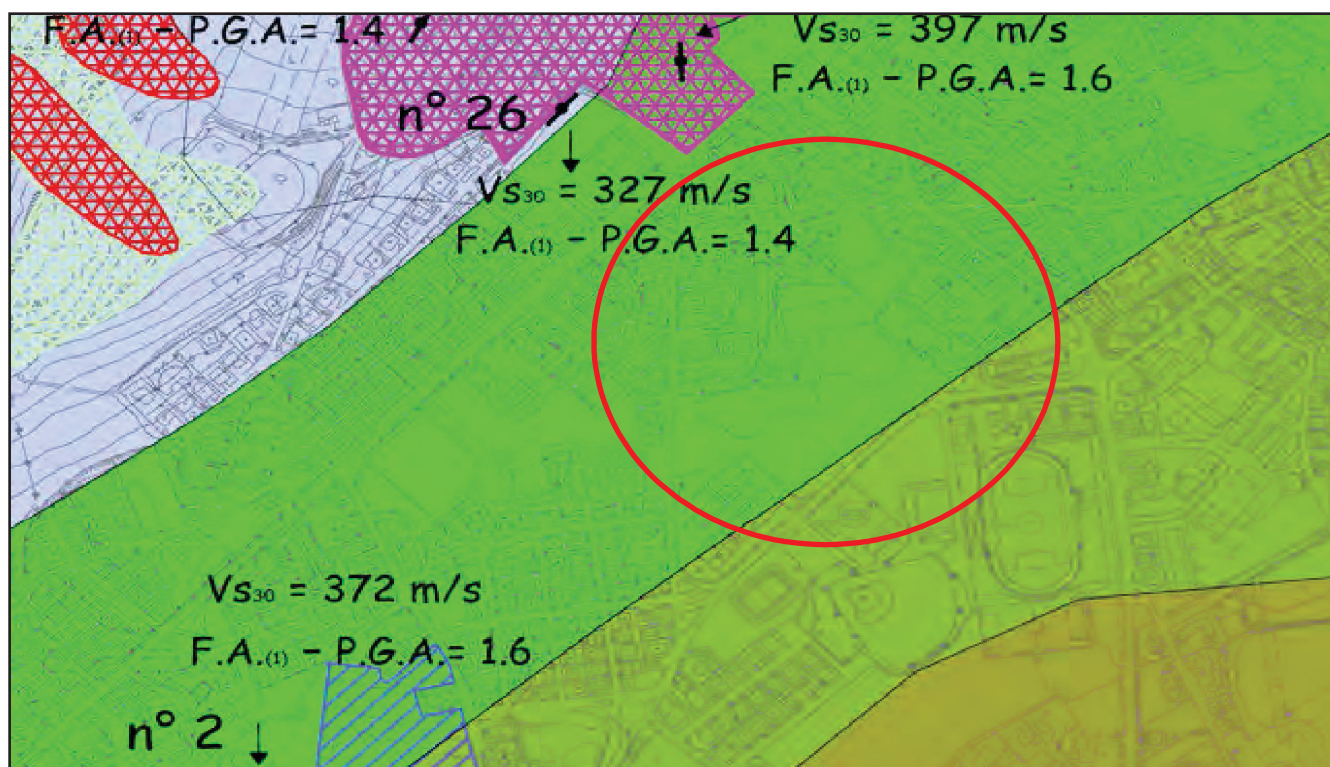 F.A.(1) – P.G.A.= 1.4
Vs30 = 397 m/s
F.A.(1) – P.G.A.= 1.6
n° 26
Vs30 = 327 m/s
F.A.(1) – P.G.A.= 1.4
Vs30 = 372 m/s
F.A.(1) – P.G.A.= 1.6
n° 2